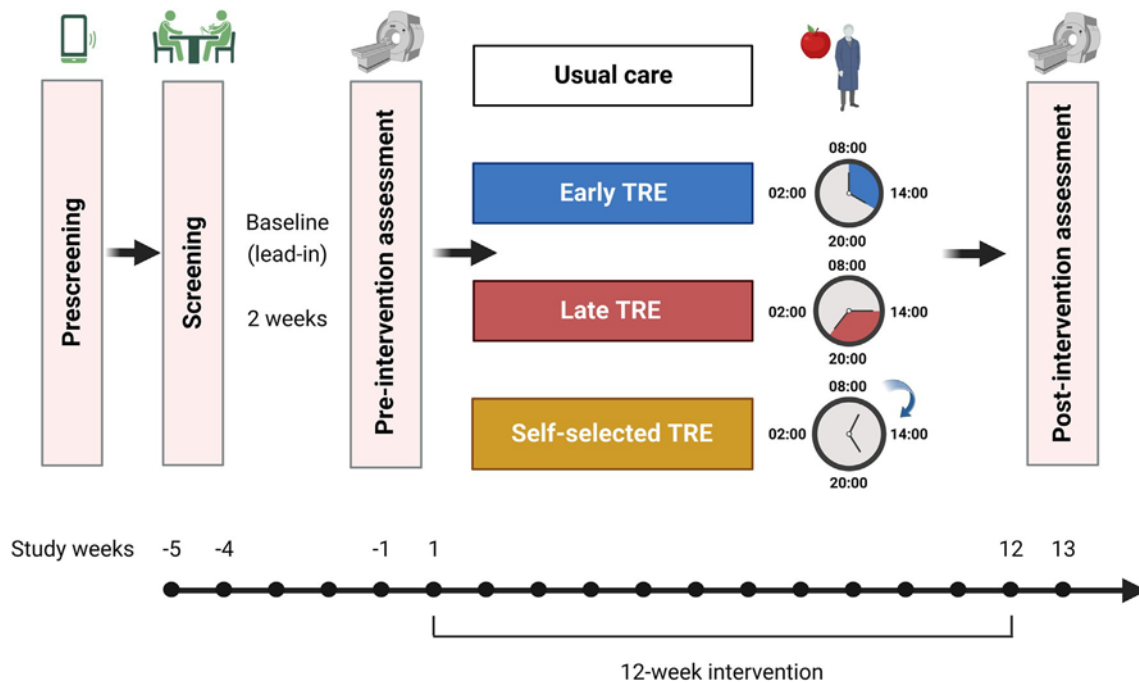 Prescreening
Screening
Baseline
(lead-in)
2 weeks
Pre-intervention assessment
Usual care
Early TRE
08:00
02:00
14:00
20:00
Late TRE
08:00
02:00
14:00
20:00
Self-selected TRE
08:00
02:00
14:00
20:00
Post-intervention assessment
Study weeks
-5
-4
-1
1
12
13
12-week intervention